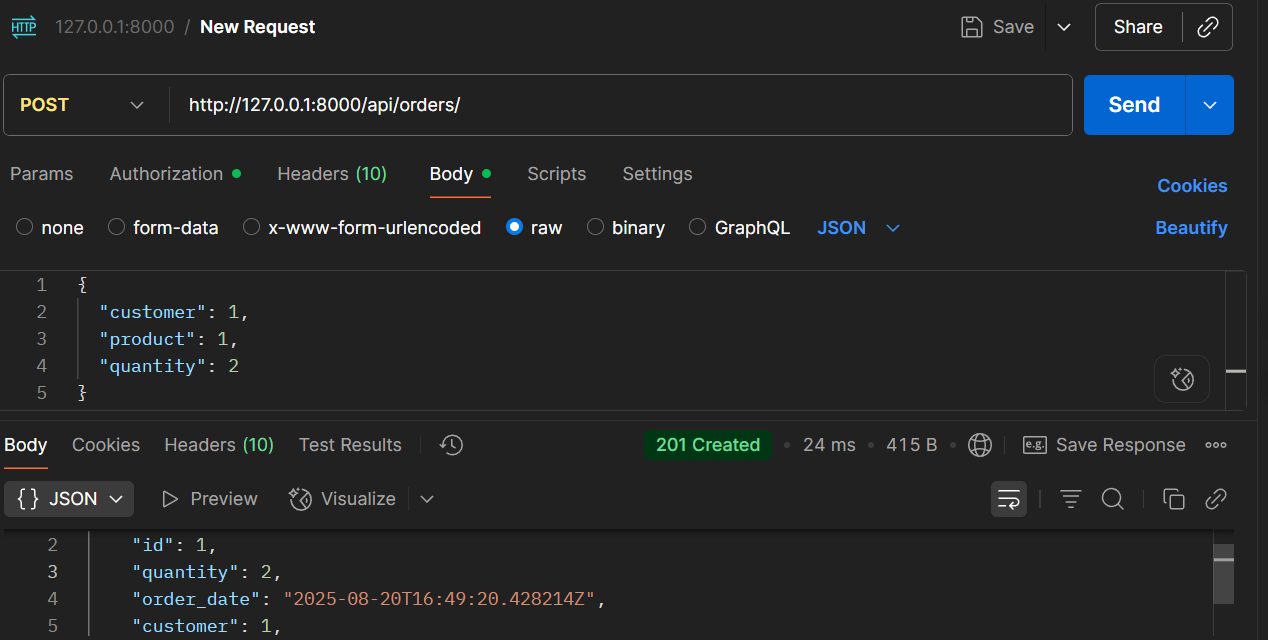 HTTP 127.0.0.1:8000 / New Request Save Share
POST http://127.0.0.1:8000/api/orders/ Send
Params Authorization Headers (10) Body Scripts Settings Cookies
none form-data x-www-form-urlencoded raw binary GraphQL JSON Beautify
1 {
2 "customer": 1,
3 "product": 1,
4 "quantity": 2
5 }
Body Cookies Headers (10) Test Results 201 Created • 24 ms • 415 B • e.g. Save Response
{} JSON Preview Visualize
2 "id": 1,
3 "quantity": 2,
4 "order_date": "2025-08-20T16:49:20.428214Z",
5 "customer": 1,